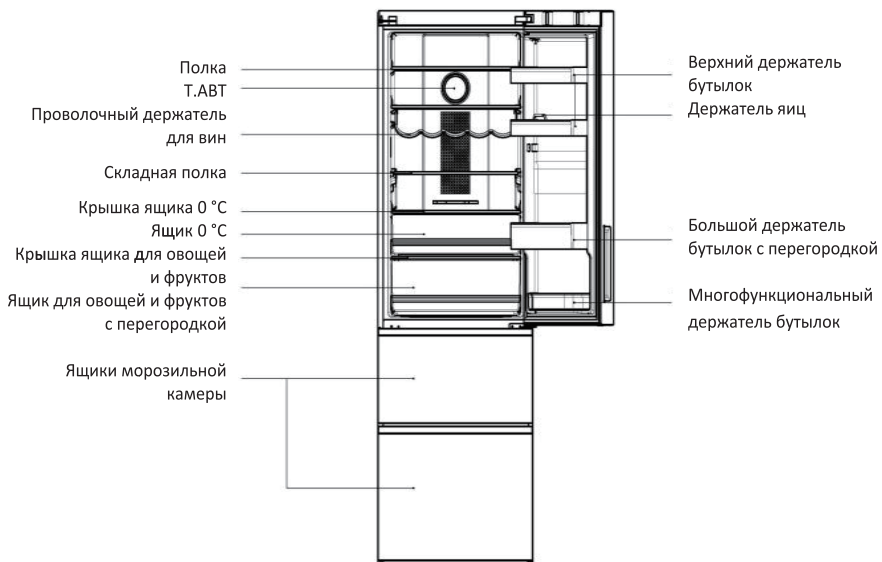 Полка
T.ABT
Проволочный держатель
для вин
Складная полка
Крышка ящика 0 °C
Ящик 0 °C
Крышка ящика для овощей
и фруктов
Ящик для овощей и фруктов
с перегородкой
Ящики морозильной
камеры
Верхний держатель
бутылок
Держатель яиц
Большой держатель
бутылок с перегородкой
Многофункциональный
держатель бутылок